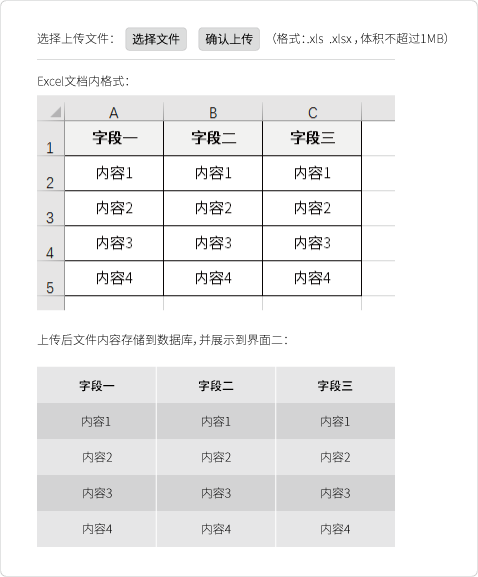 选择上传文件： 选择文件 确认上传 （格式：.xls .xlsx，体积不超过1MB）
Excel文档内格式：
A B C
1 字段一 字段二 字段三
2 内容1 内容1 内容1
3 内容2 内容2 内容2
4 内容3 内容3 内容3
5 内容4 内容4 内容4
上传后文件内容存储到数据库，并展示到界面二：
字段一 字段二 字段三
内容1 内容1 内容1
内容2 内容2 内容2
内容3 内容3 内容3
内容4 内容4 内容4